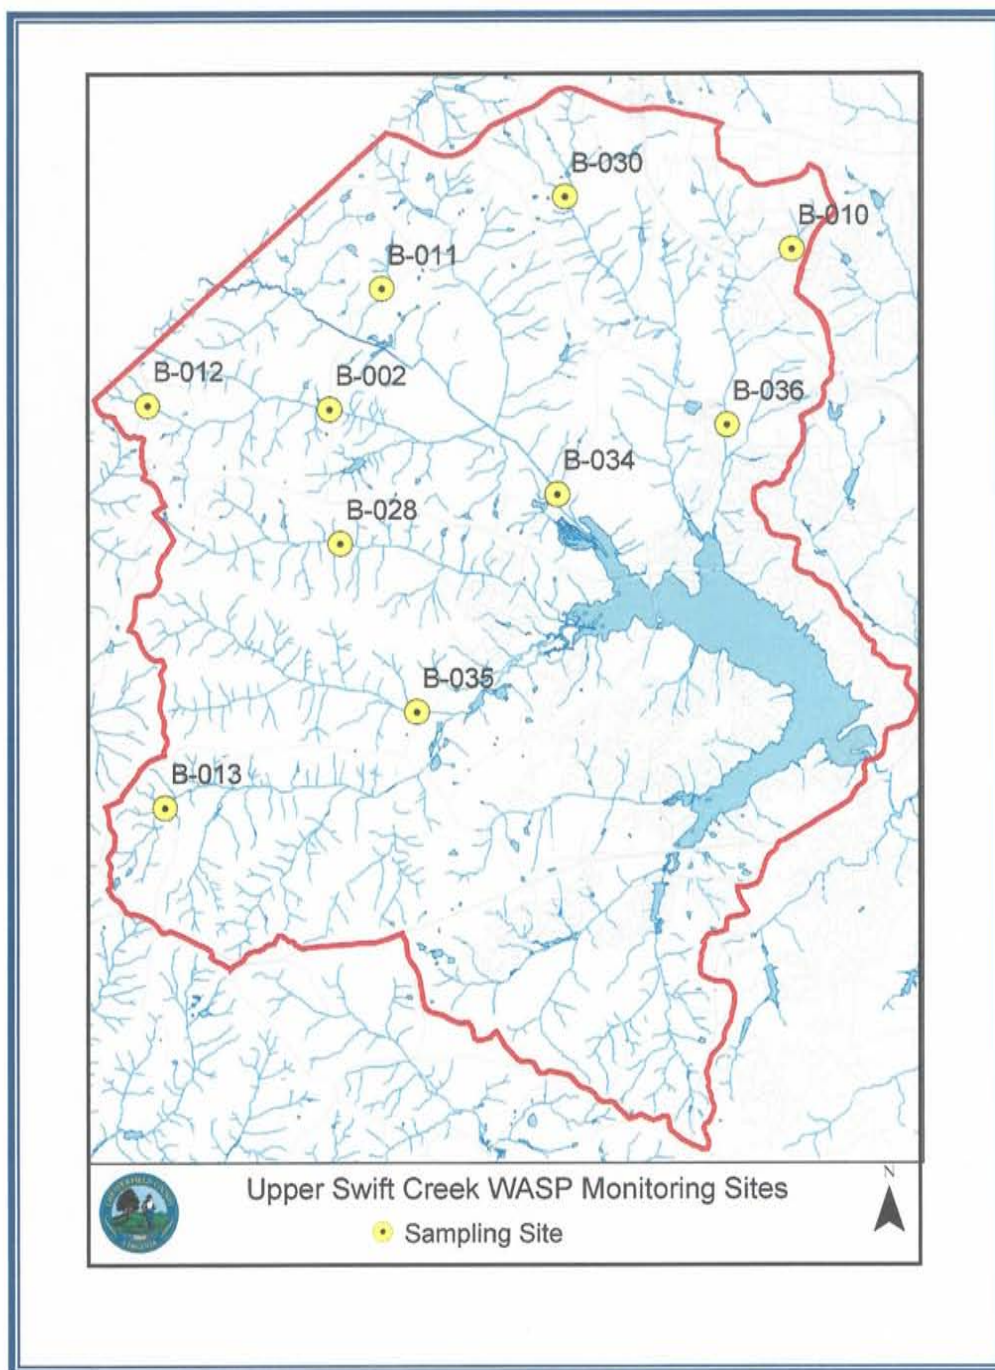 B-030
B-010
B-011
B-012
B-002
B-036
B-034
B-028
B-035
B-013
N
Upper Swift Creek WASP Monitoring Sites
Sampling Site